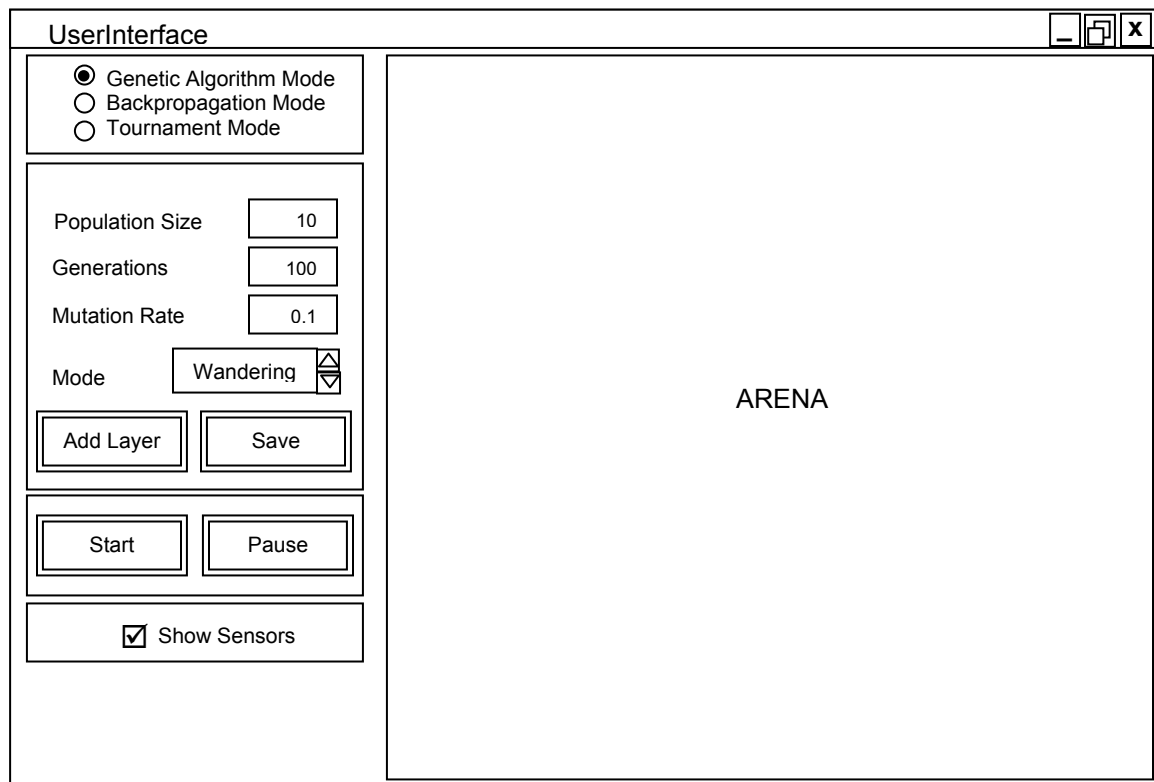 UserInterface
X
Genetic Algorithm Mode
Backpropagation Mode
Tournament Mode
Population Size 10
Generations 100
Mutation Rate 0.1
Mode Wandering
Add Layer Save
Start Pause
Show Sensors
ARENA